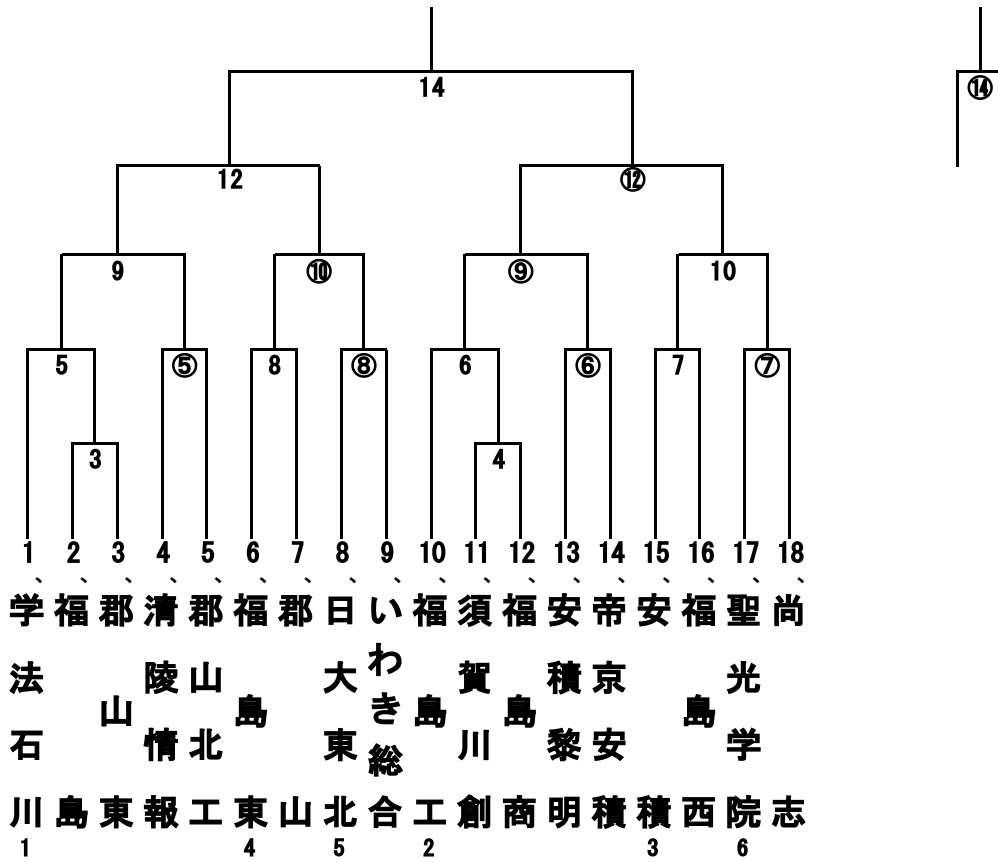 14
⑭
12
⑫
9
⑩
⑨
10
5
⑤
8
⑧
6
⑥
7
⑦
3
4
1、学法石川 1
2、福島
3、郡山東
4、清陵情報
5、郡山北工
6、福島東 4
7、郡山
8、日大東北 5
9、いわき総合
10、福島工 2
11、須賀川創
12、福島商
13、安積黎明
14、帝京安積
15、安積 3
16、福島西
17、聖光学院 6
18、尚志